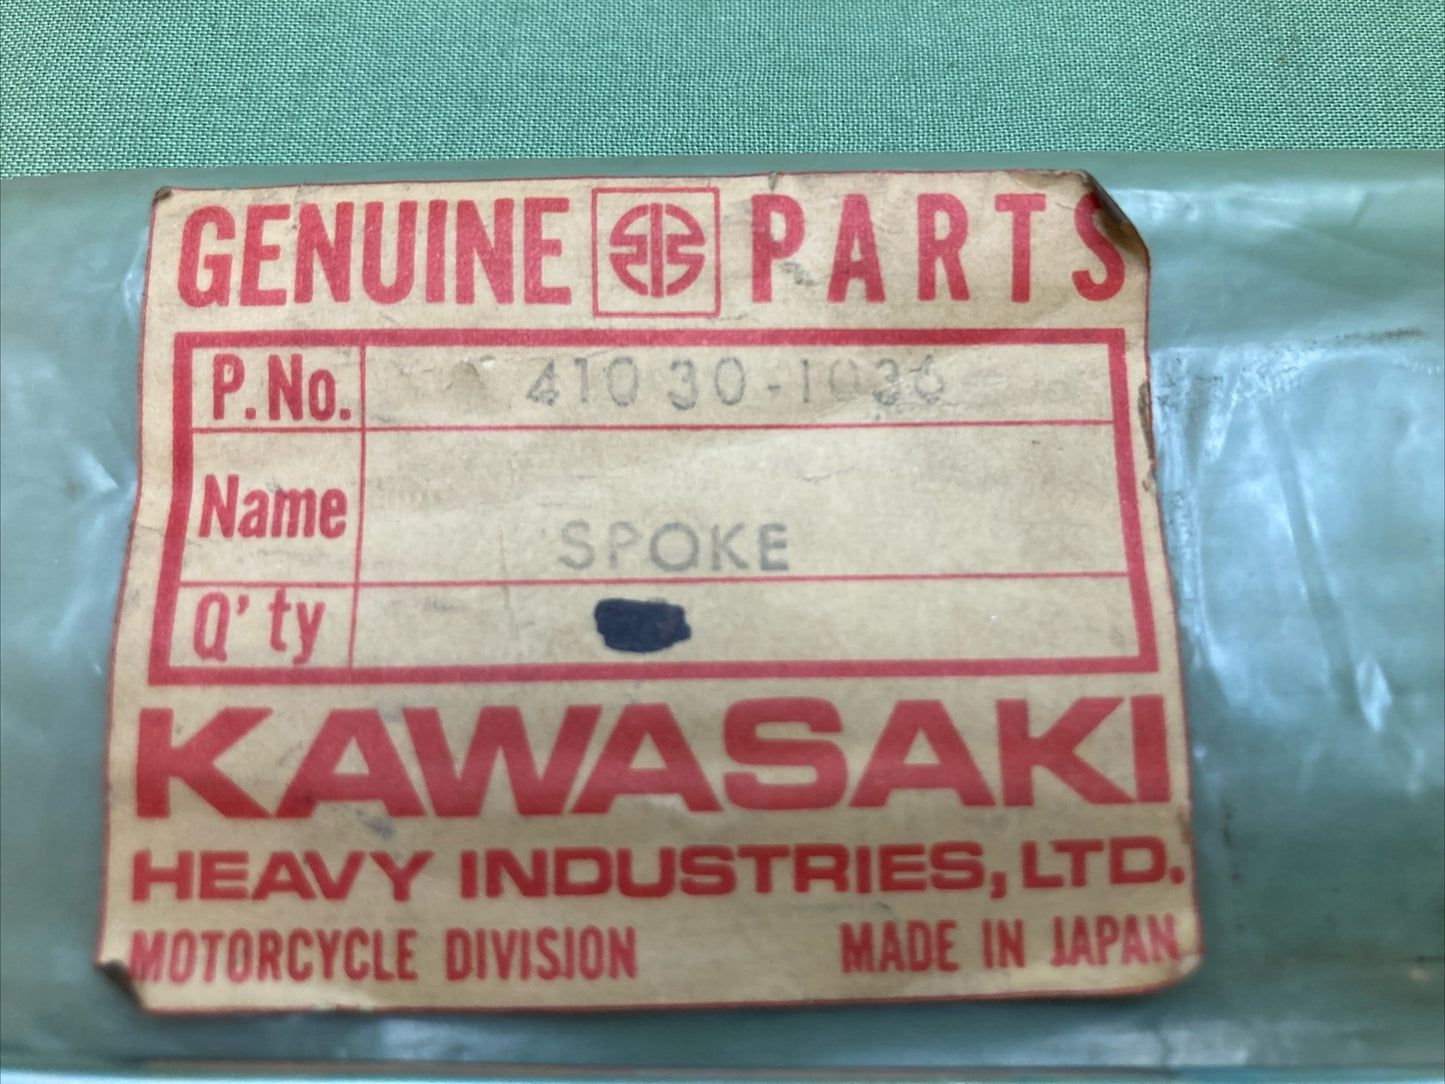 GENUINE PARTS
P.No. 41030-1036
Name SPOKE
Q'ty
KAWASAKI
HEAVY INDUSTRIES, LTD.
MOTORCYCLE DIVISION MADE IN JAPAN